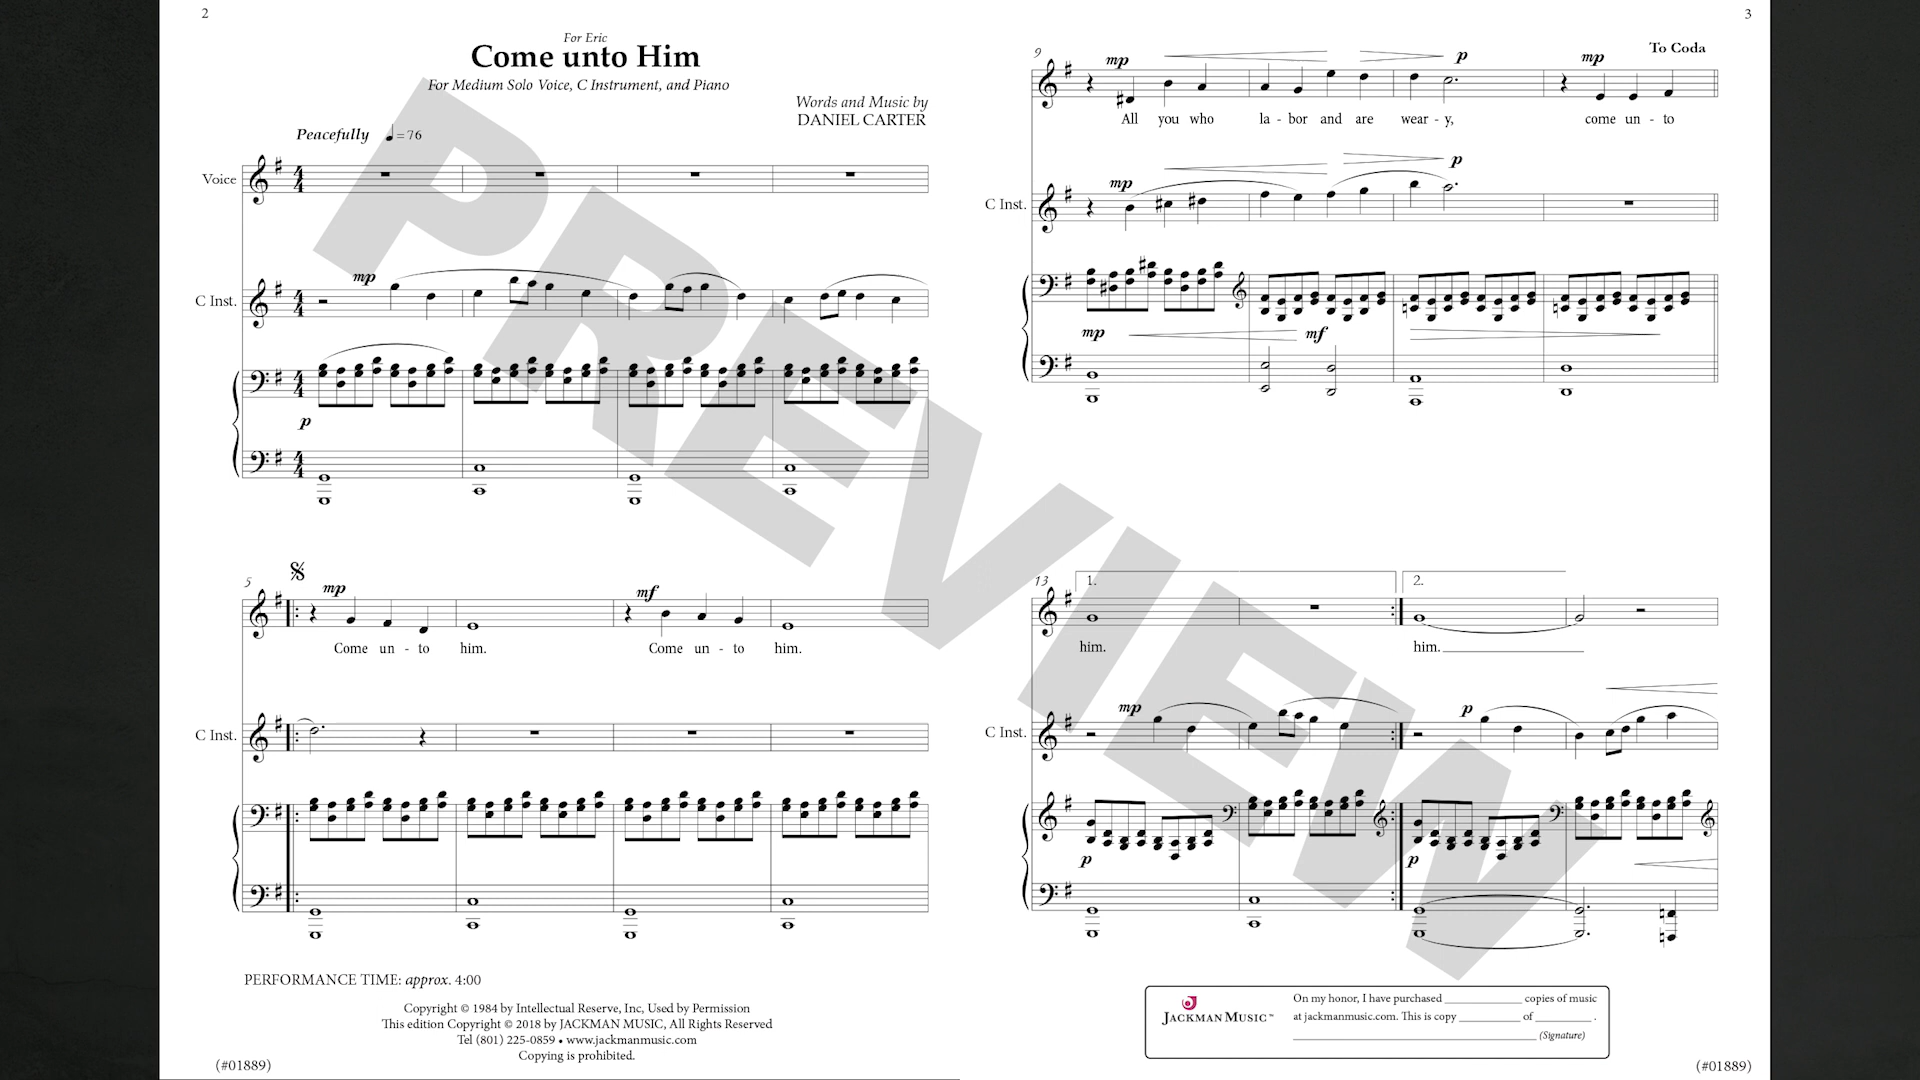 2
For Eric
Come unto Him
For Medium Solo Voice, C Instrument, and Piano
Words and Music by
DANIEL CARTER
Peacefully ♩ = 76
Voice
mp
C Inst.
p
5
mp mf
Come un - to him. Come un - to him.
C Inst.
PERFORMANCE TIME: approx. 4:00
Copyright © 1984 by Intellectual Reserve, Inc, Used by Permission
This edition Copyright © 2018 by JACKMAN MUSIC, All Rights Reserved
Tel (801) 225-0859 • www.jackmanmusic.com
Copying is prohibited.
(#01889)
3
9
To Coda
mp p mp
All you who la - bor and are wear - y, come un - to
mp p
C Inst.
mp mf
13 1. 2.
him. him.
mp p
C Inst.
p p
JACKMAN MUSIC™
On my honor, I have purchased ____________ copies of music
at jackmanmusic.com. This is copy __________ of _________ .
(Signature)
(#01889)
PREVIEW